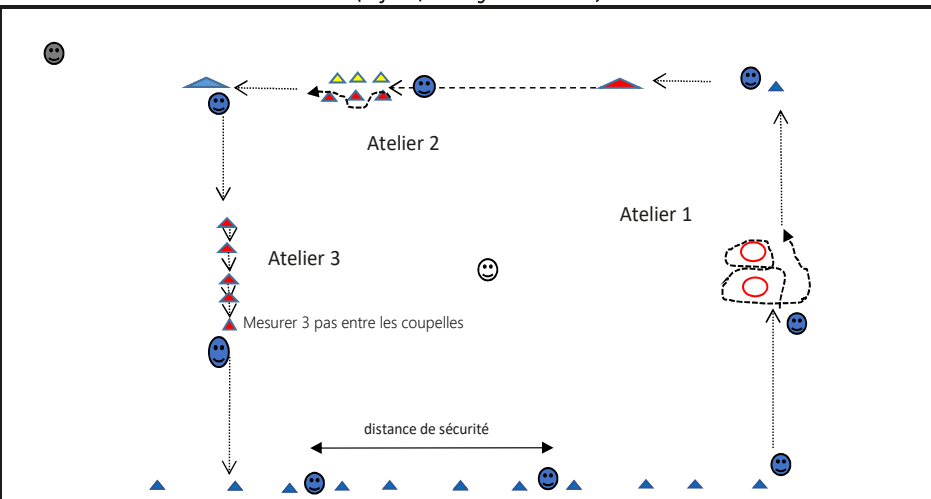 Atelier 2
Atelier 1
Atelier 3
Mesurer 3 pas entre les coupelles
distance de sécurité